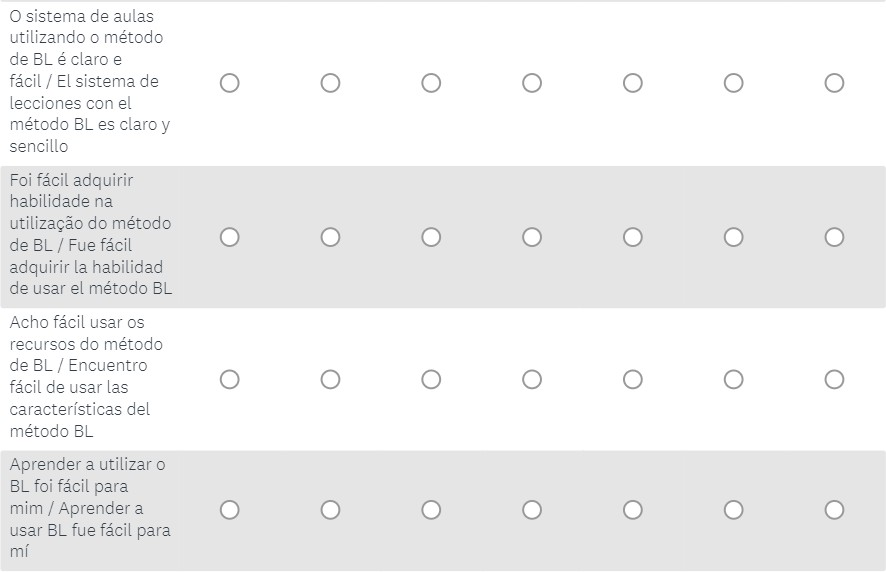 O sistema de aulas
utilizando o método
de BL é claro e
fácil / El sistema de
lecciones con el
método BL es claro y
sencillo
Foi fácil adquirir
habilidade na
utilização do método
de BL / Fue fácil
adquirir la habilidad
de usar el método BL
Acho fácil usar os
recursos do método
de BL / Encuentro
fácil de usar las
características del
método BL
Aprender a utilizar o
BL foi fácil para
mim / Aprender a
usar BL fue fácil para
mí